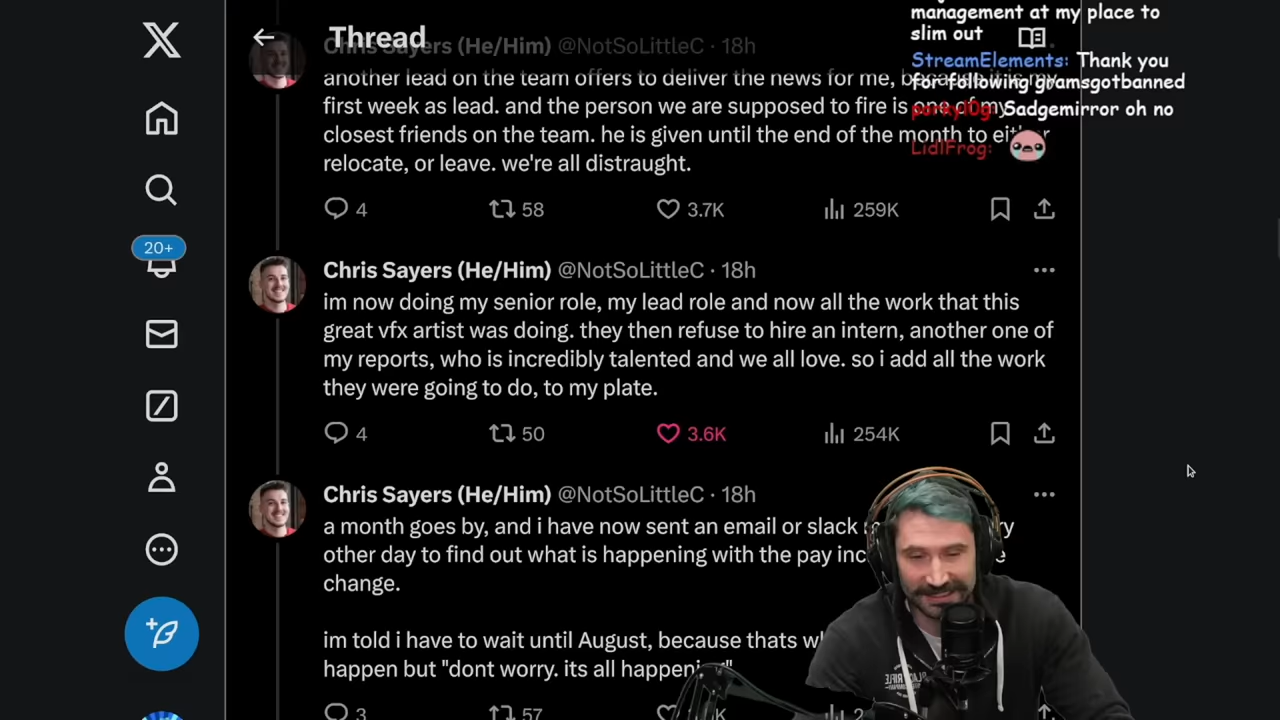 management at my place to
slim out
Thread
Chris Sayers (He/Him) @NotSoLittleC · 18h
StreamElements: Thank you
for following gramsgotbanned
porky10g: Sadgemirror oh no
LidlFrog:
another lead on the team offers to deliver the news for me, because it is my
first week as lead. and the person we are supposed to fire is one of my
closest friends on the team. he is given until the end of the month to either
relocate, or leave. we're all distraught.
4 58 3.7K 259K
20+
Chris Sayers (He/Him) @NotSoLittleC · 18h
im now doing my senior role, my lead role and now all the work that this
great vfx artist was doing. they then refuse to hire an intern, another one of
my reports, who is incredibly talented and we all love. so i add all the work
they were going to do, to my plate.
4 50 3.6K 254K
Chris Sayers (He/Him) @NotSoLittleC · 18h
a month goes by, and i have now sent an email or slack
other day to find out what is happening with the pay
change.
im told i have to wait until August, because thats
happen but "dont worry. its all happening"
3 57 K 2